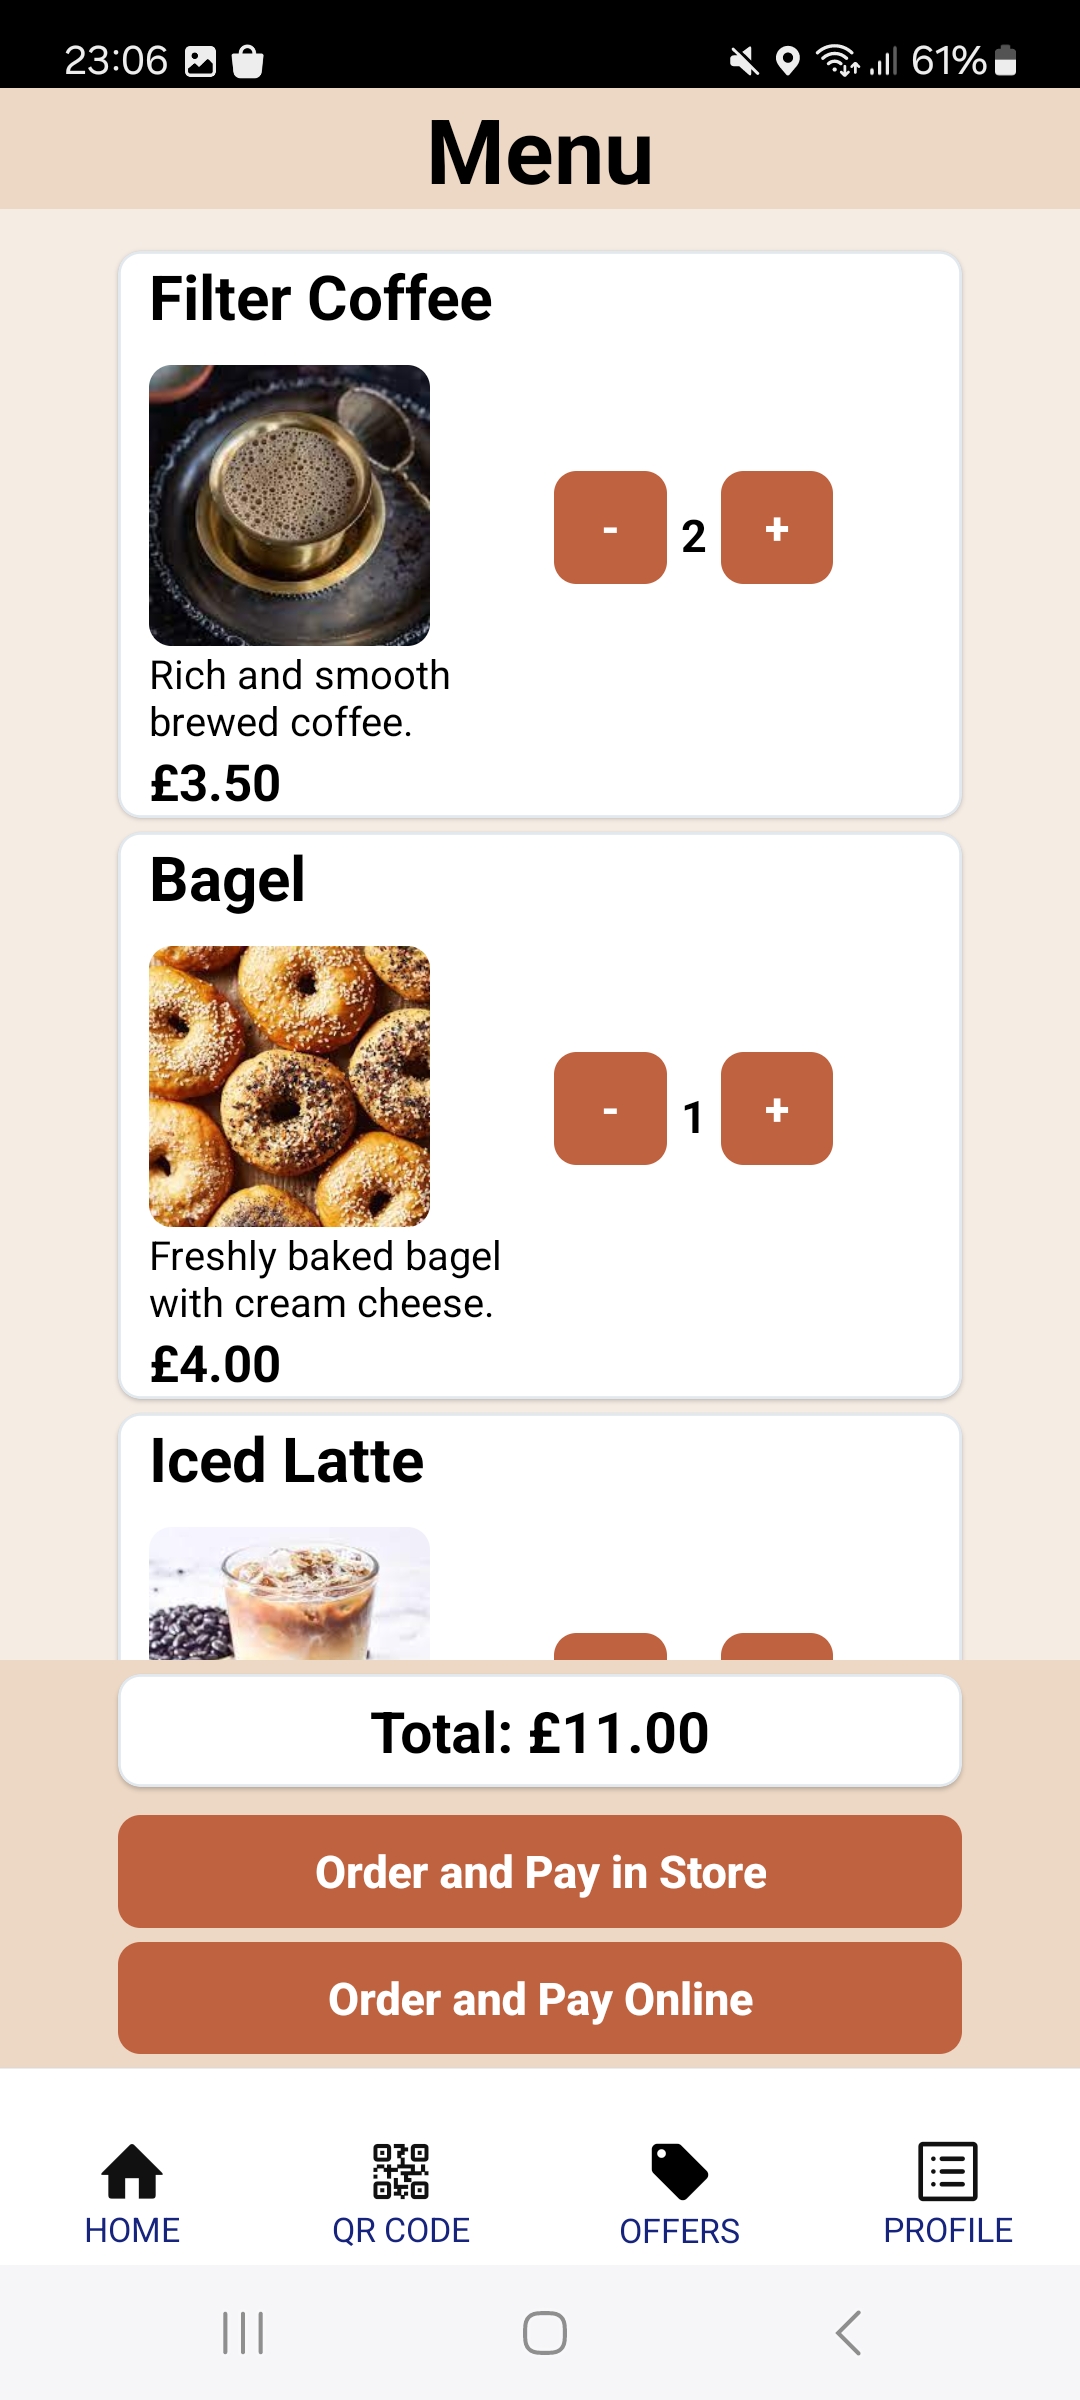 23:06
61%
Menu
Filter Coffee
- 2 +
Rich and smooth
brewed coffee.
£3.50
Bagel
- 1 +
Freshly baked bagel
with cream cheese.
£4.00
Iced Latte
Total: £11.00
Order and Pay in Store
Order and Pay Online
HOME
QR CODE
OFFERS
PROFILE